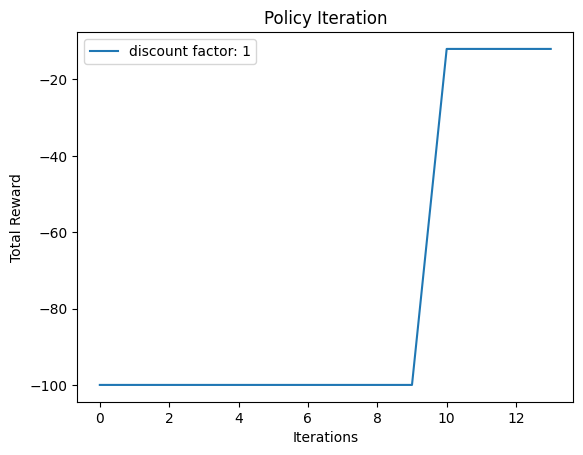 Policy Iteration
discount factor: 1
Total Reward
−20
−40
−60
−80
−100
0 2 4 6 8 10 12
Iterations